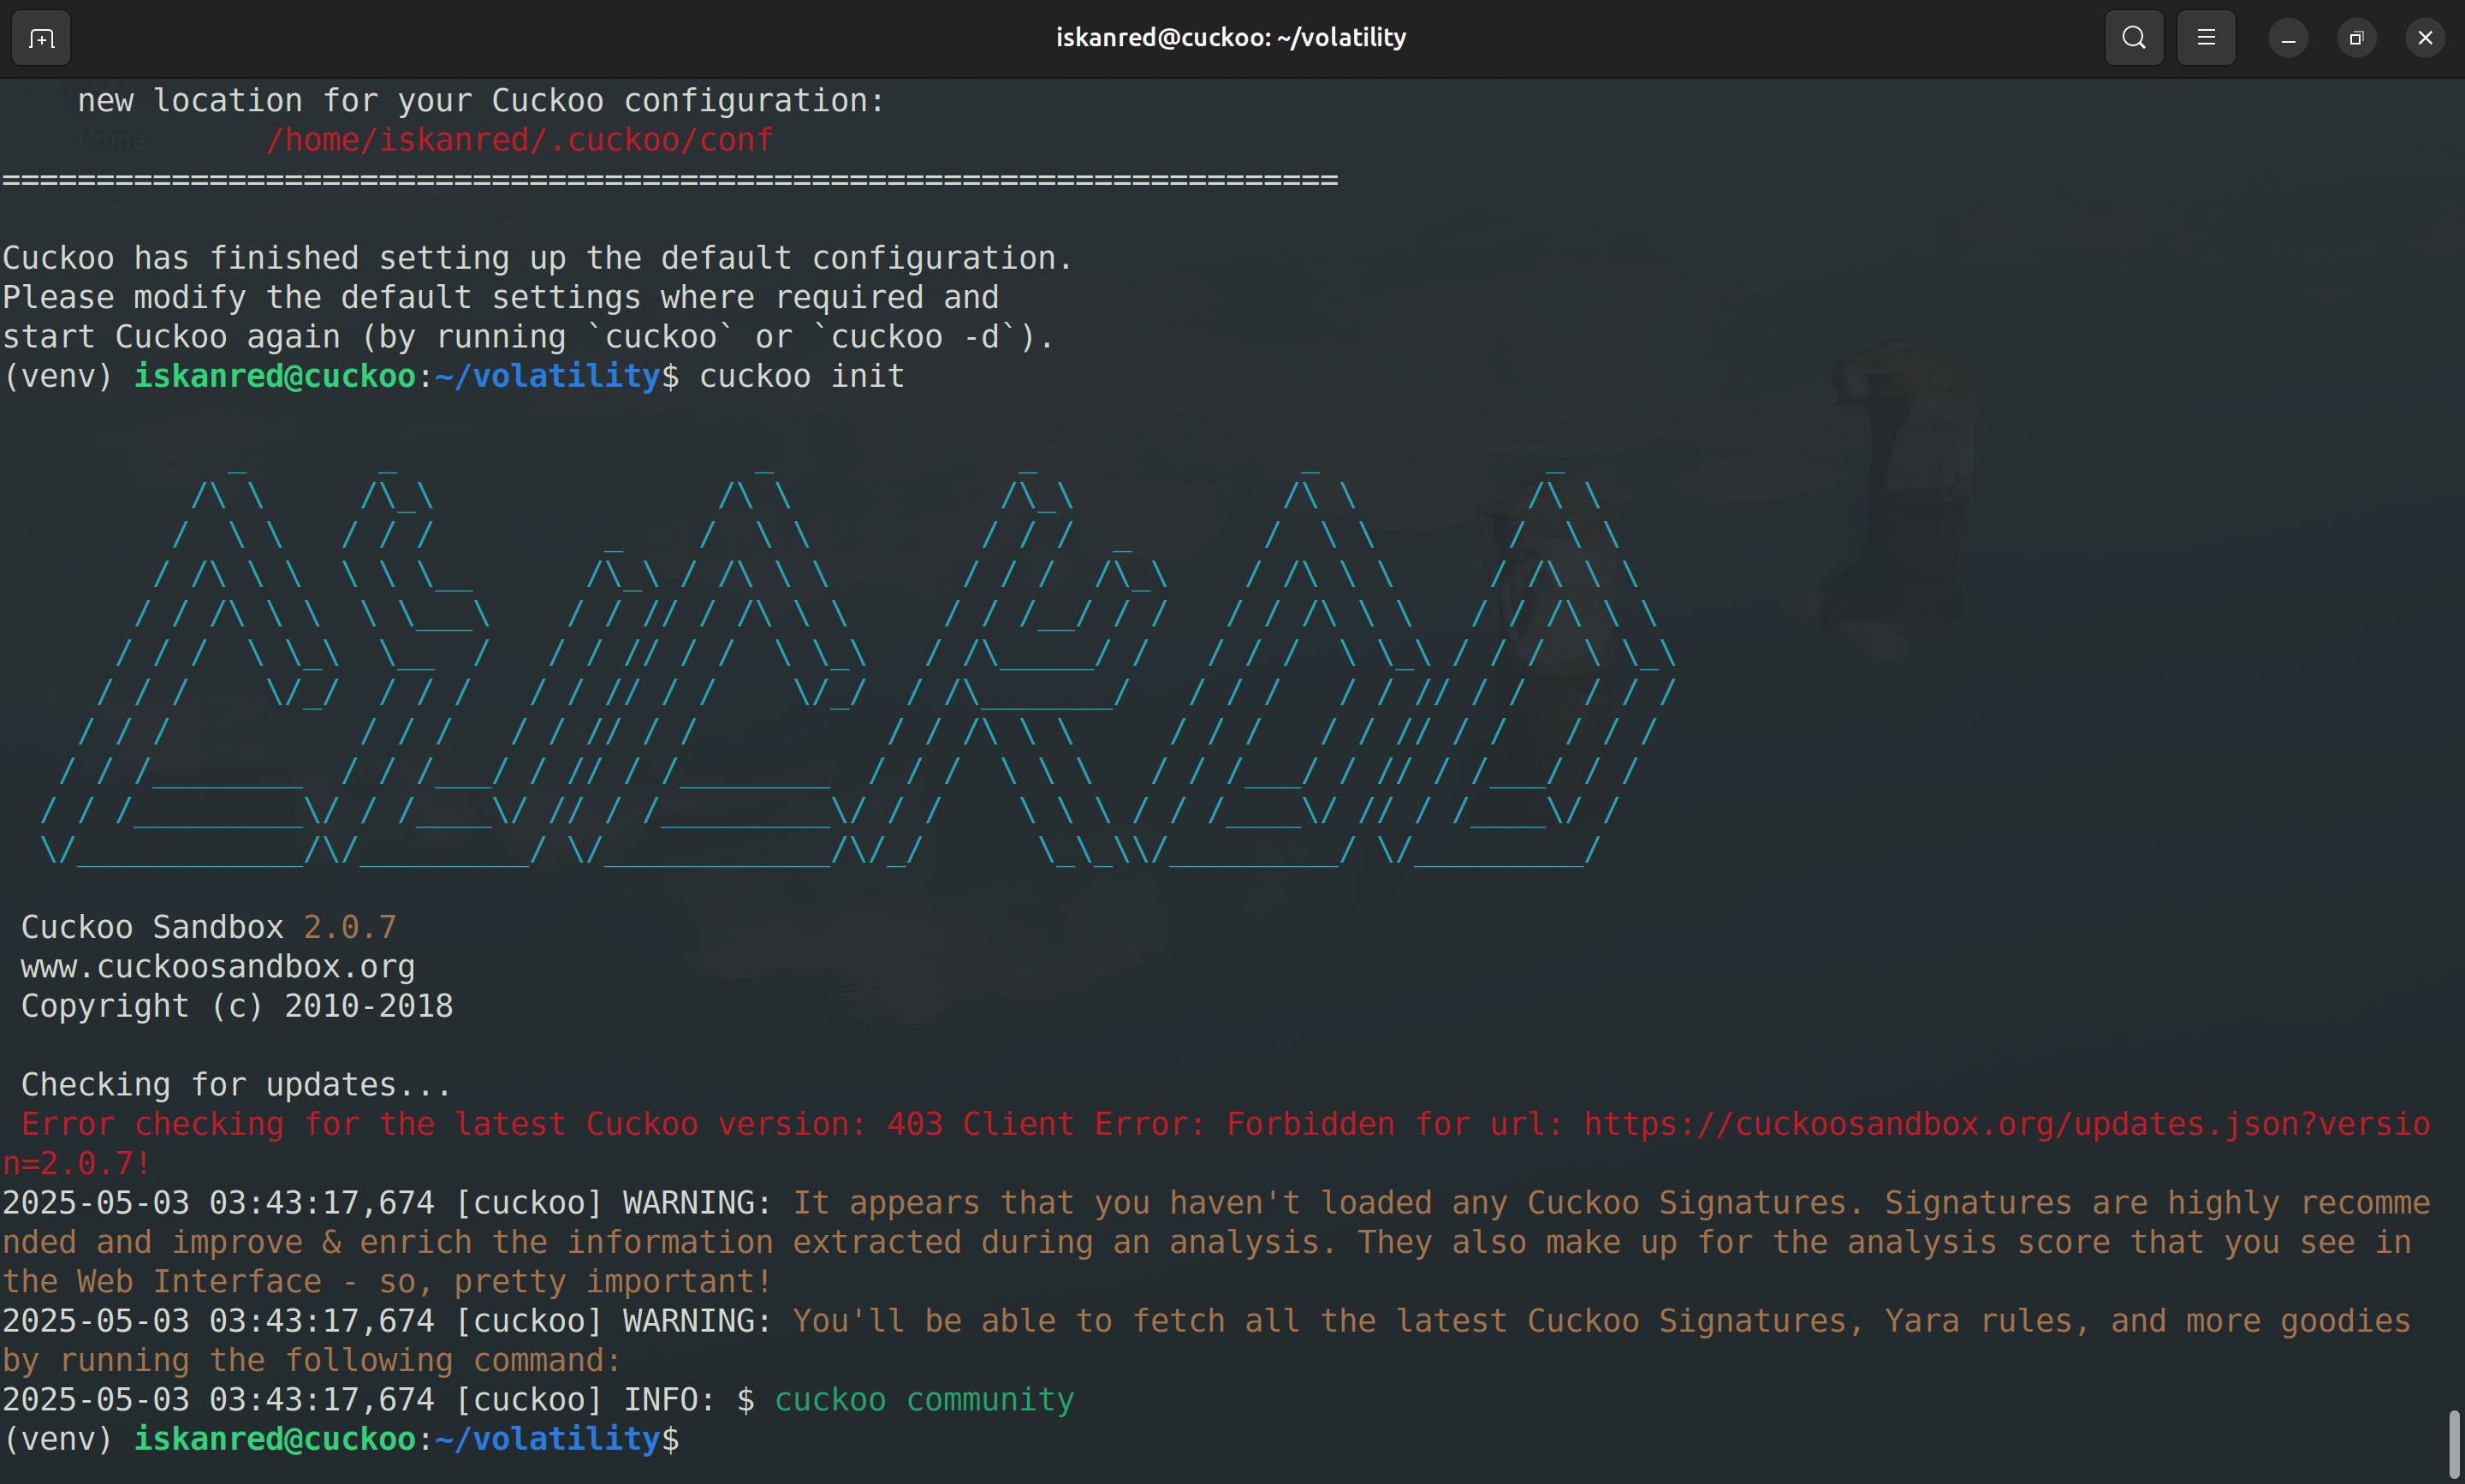 iskanred@cuckoo: ~/volatility
new location for your Cuckoo configuration:
Home
/home/iskanred/.cuckoo/conf
=======================================================================
Cuckoo has finished setting up the default configuration.
Please modify the default settings where required and
start Cuckoo again (by running `cuckoo` or `cuckoo -d`).
(venv) iskanred@cuckoo:~/volatility$ cuckoo init
Cuckoo Sandbox 2.0.7
www.cuckoosandbox.org
Copyright (c) 2010-2018
Checking for updates...
Error checking for the latest Cuckoo version: 403 Client Error: Forbidden for url: https://cuckoosandbox.org/updates.json?versio
n=2.0.7!
2025-05-03 03:43:17,674 [cuckoo] WARNING: It appears that you haven't loaded any Cuckoo Signatures. Signatures are highly recomme
nded and improve & enrich the information extracted during an analysis. They also make up for the analysis score that you see in
the Web Interface - so, pretty important!
2025-05-03 03:43:17,674 [cuckoo] WARNING: You'll be able to fetch all the latest Cuckoo Signatures, Yara rules, and more goodies
by running the following command:
2025-05-03 03:43:17,674 [cuckoo] INFO: $ cuckoo community
(venv) iskanred@cuckoo:~/volatility$